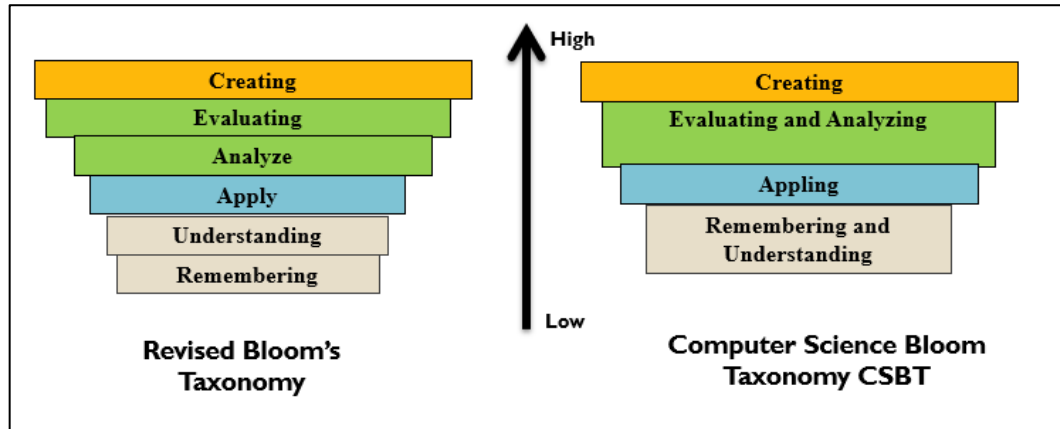 Creating
Evaluating
Analyze
Apply
Understanding
Remembering
Revised Bloom's
Taxonomy
High
Low
Creating
Evaluating and Analyzing
Appling
Remembering and
Understanding
Computer Science Bloom
Taxonomy CSBT